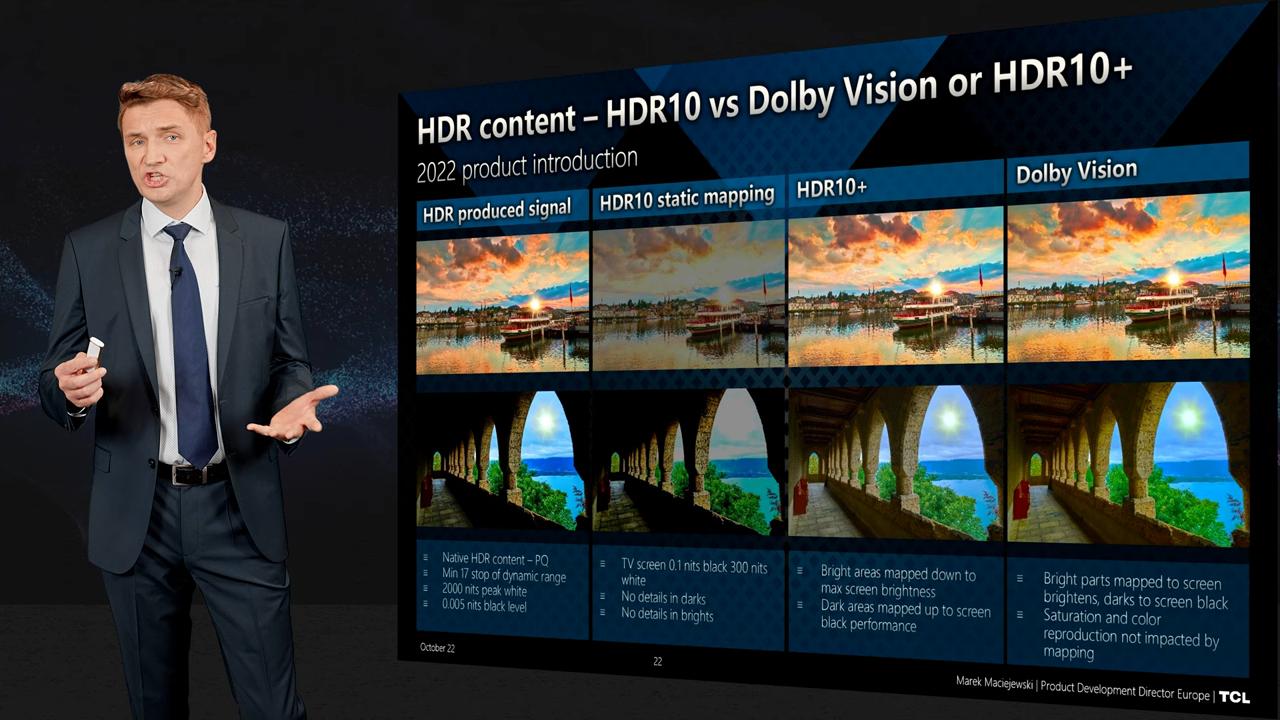 HDR content – HDR10 vs Dolby Vision or HDR10+
2022 product introduction
HDR produced signal
HDR10 static mapping
HDR10+
Dolby Vision
Native HDR content – PQ
Min 17 stop of dynamic range
2000 nits peak white
0.005 nits black level
TV screen 0.1 nits black 300 nits
white
No details in darks
No details in brights
Bright areas mapped down to
max screen brightness
Dark areas mapped up to screen
black performance
Bright parts mapped to screen
brightens, darks to screen black
Saturation and color
reproduction not impacted by
mapping
October 22
22
Marek Maciejewski | Product Development Director Europe | TCL